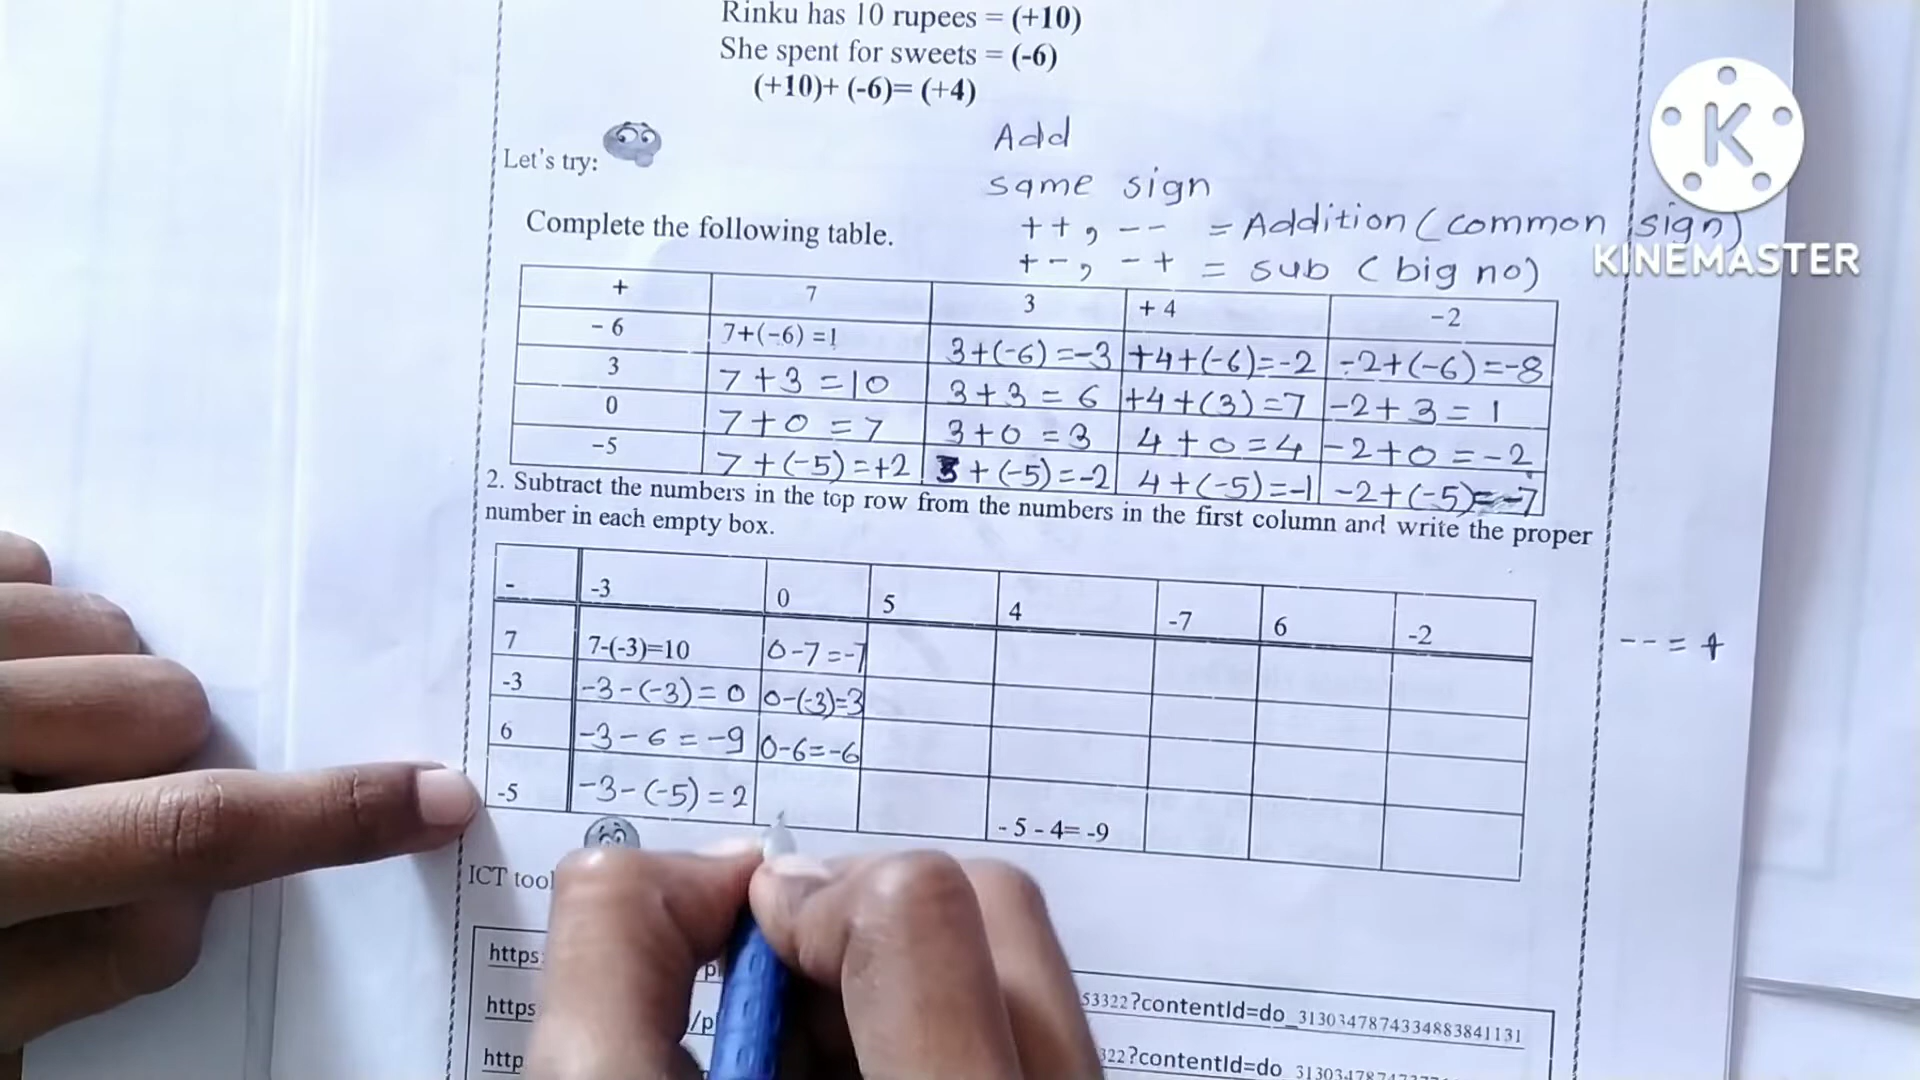 Rinku has 10 rupees = (+10)
She spent for sweets = (-6)
(+10)+ (-6)= (+4)
Add
Let's try:
same sign
Complete the following table.
++, -- = Addition (common sign)
+-, -+ = sub (big no)
K
KINEMASTER
+ 7 3 + 4 -2
- 6 7+(-6) =1 3+(-6)=-3 +4+(-6)=-2 -2+(-6)=-8
3 7+3 =10 3+3 = 6 +4+(3)=7 -2+3= 1
0 7+0 =7 3+0 =3 4+0=4 -2+0=-2
-5 7+(-5)=+2 3+(-5)=-2 4+(-5)=-1 -2+(-5)=-7
2. Subtract the numbers in the top row from the numbers in the first column and write the proper
number in each empty box.
- -3 0 5 4 -7 6 -2
7 7-(-3)=10 0-7=-7
-- = +
-3 -3-(-3)=0 0-(-3)=3
6 -3-6=-9 0-6=-6
-5 -3-(-5)=2 - 5 - 4= -9
ICT tool
https:
53322?contentId=do_31303478743348838411​31
https
/p
322?contentId=do
http